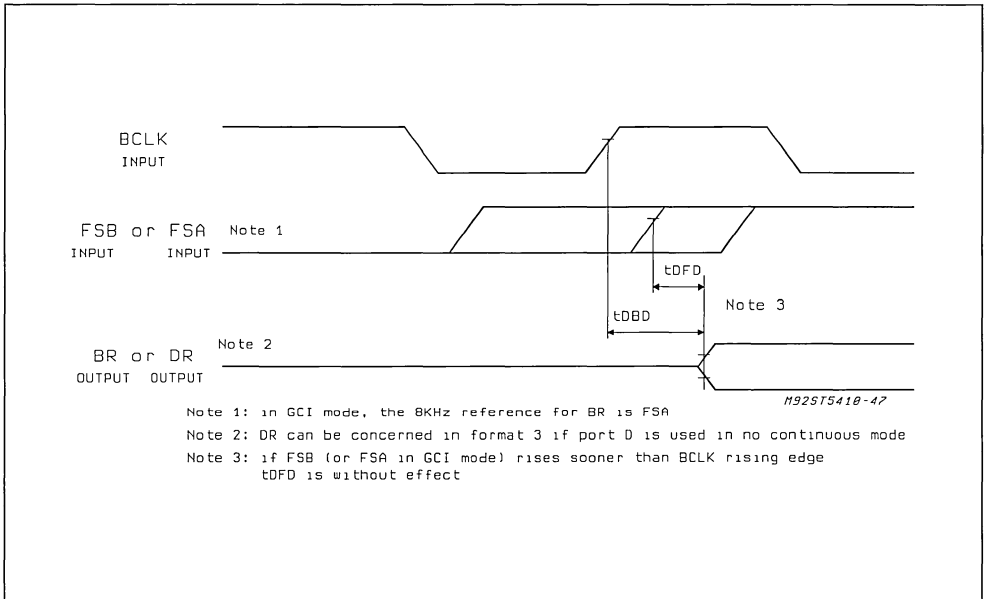 BCLK
INPUT
FSB or FSA Note 1
INPUT INPUT
tDFD
Note 3
tDBD
Note 2
BR or DR
OUTPUT OUTPUT
M92ST5410-47
Note 1: in GCI mode, the 8KHz reference for BR is FSA
Note 2: DR can be concerned in format 3 if port D is used in no continuous mode
Note 3: if FSB (or FSA in GCI mode) rises sooner than BCLK rising edge
tDFD is without effect